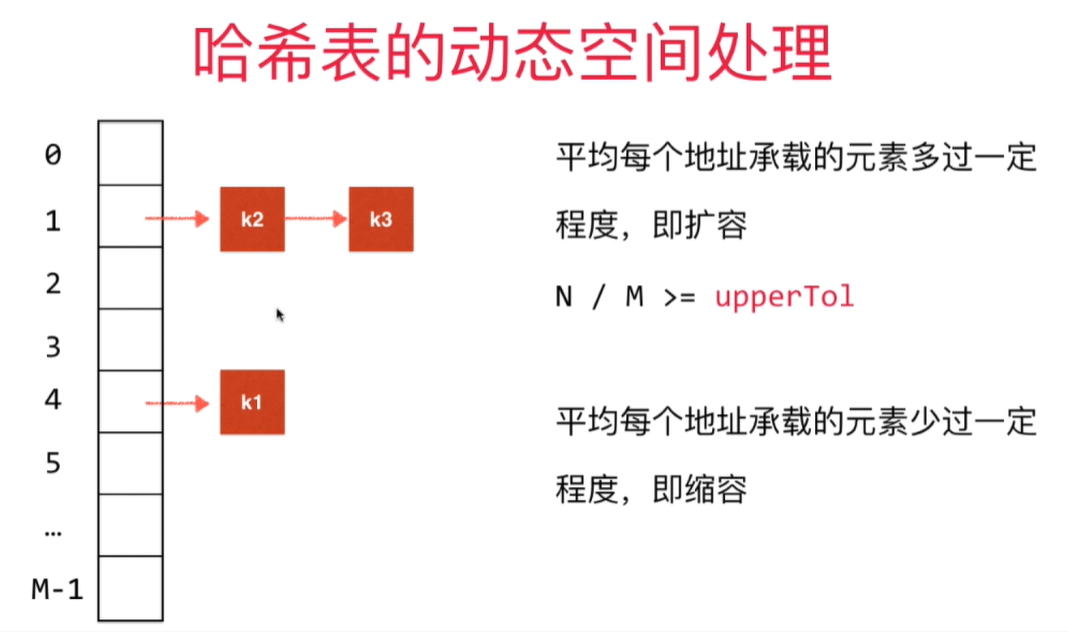 哈希表的动态空间处理
0
1
k2
k3
2
3
4
k1
5
…
M-1
平均每个地址承载的元素多过一定
程度，即扩容
N / M >= upperTol
平均每个地址承载的元素少过一定
程度，即缩容